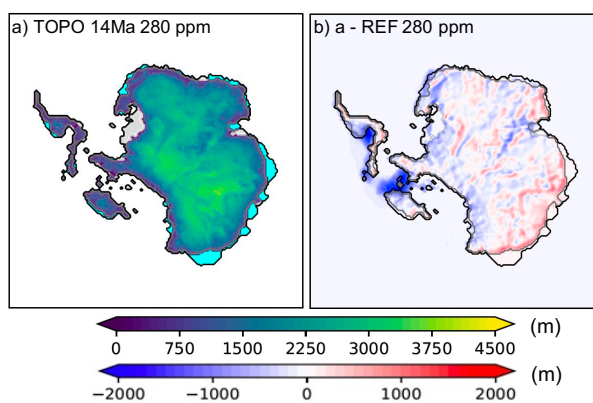 a) TOPO 14Ma 280 ppm
b) a - REF 280 ppm
0 750 1500 2250 3000 3750 4500 (m)
−2000 −1000 0 1000 2000 (m)